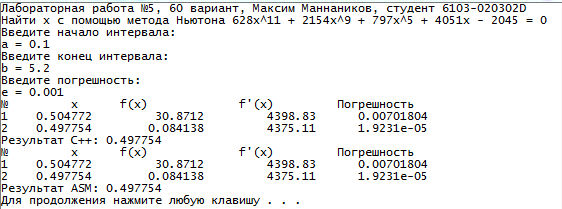 Лабораторная работа №5, 60 вариант, Максим Маннаников, студент 6103-020302D
Найти x с помощью метода Ньютона 628x^11 + 2154x^9 + 797x^5 + 4051x - 2045 = 0
Введите начало интервала:
a = 0.1
Введите конец интервала:
b = 5.2
Введите погрешность:
e = 0.001
№ x f(x) f'(x) Погрешность
1 0.504772 30.8712 4398.83 0.00701804
2 0.497754 0.084138 4375.11 1.9231e-05
Результат C++: 0.497754
№ x f(x) f'(x) Погрешность
1 0.504772 30.8712 4398.83 0.00701804
2 0.497754 0.084138 4375.11 1.9231e-05
Результат ASM: 0.497754
Для продолжения нажмите любую клавишу . . .